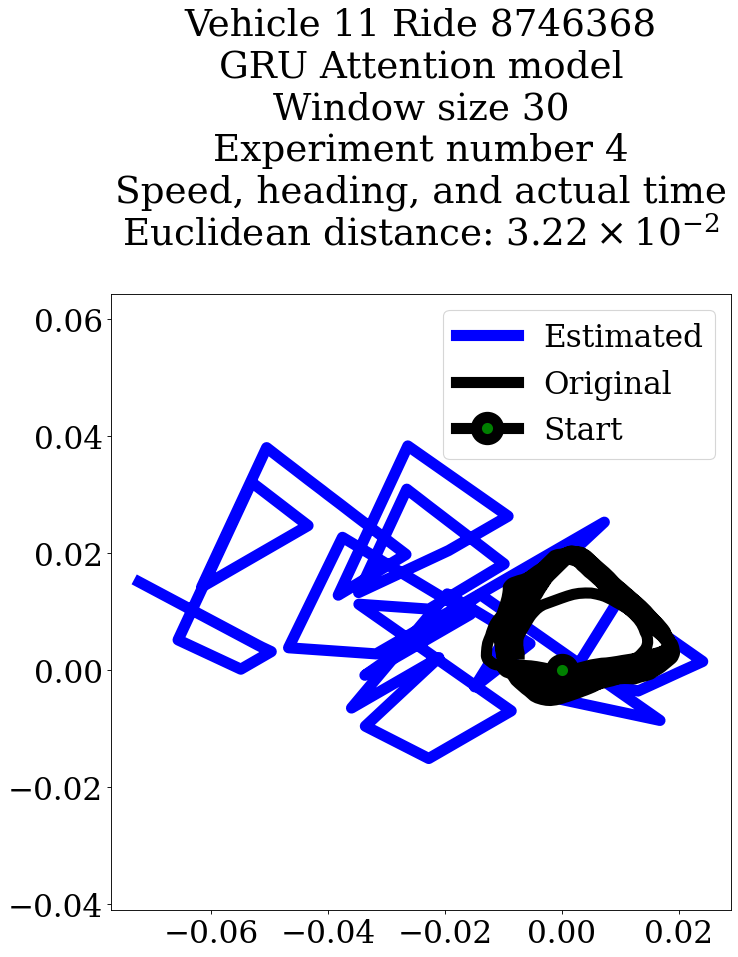 Vehicle 11 Ride 8746368
GRU Attention model
Window size 30
Experiment number 4
Speed, heading, and actual time
Euclidean distance: 3.22 × 10⁻²
Estimated
Original
Start
0.06
0.04
0.02
0.00
−0.02
−0.04
−0.06 −0.04 −0.02 0.00 0.02